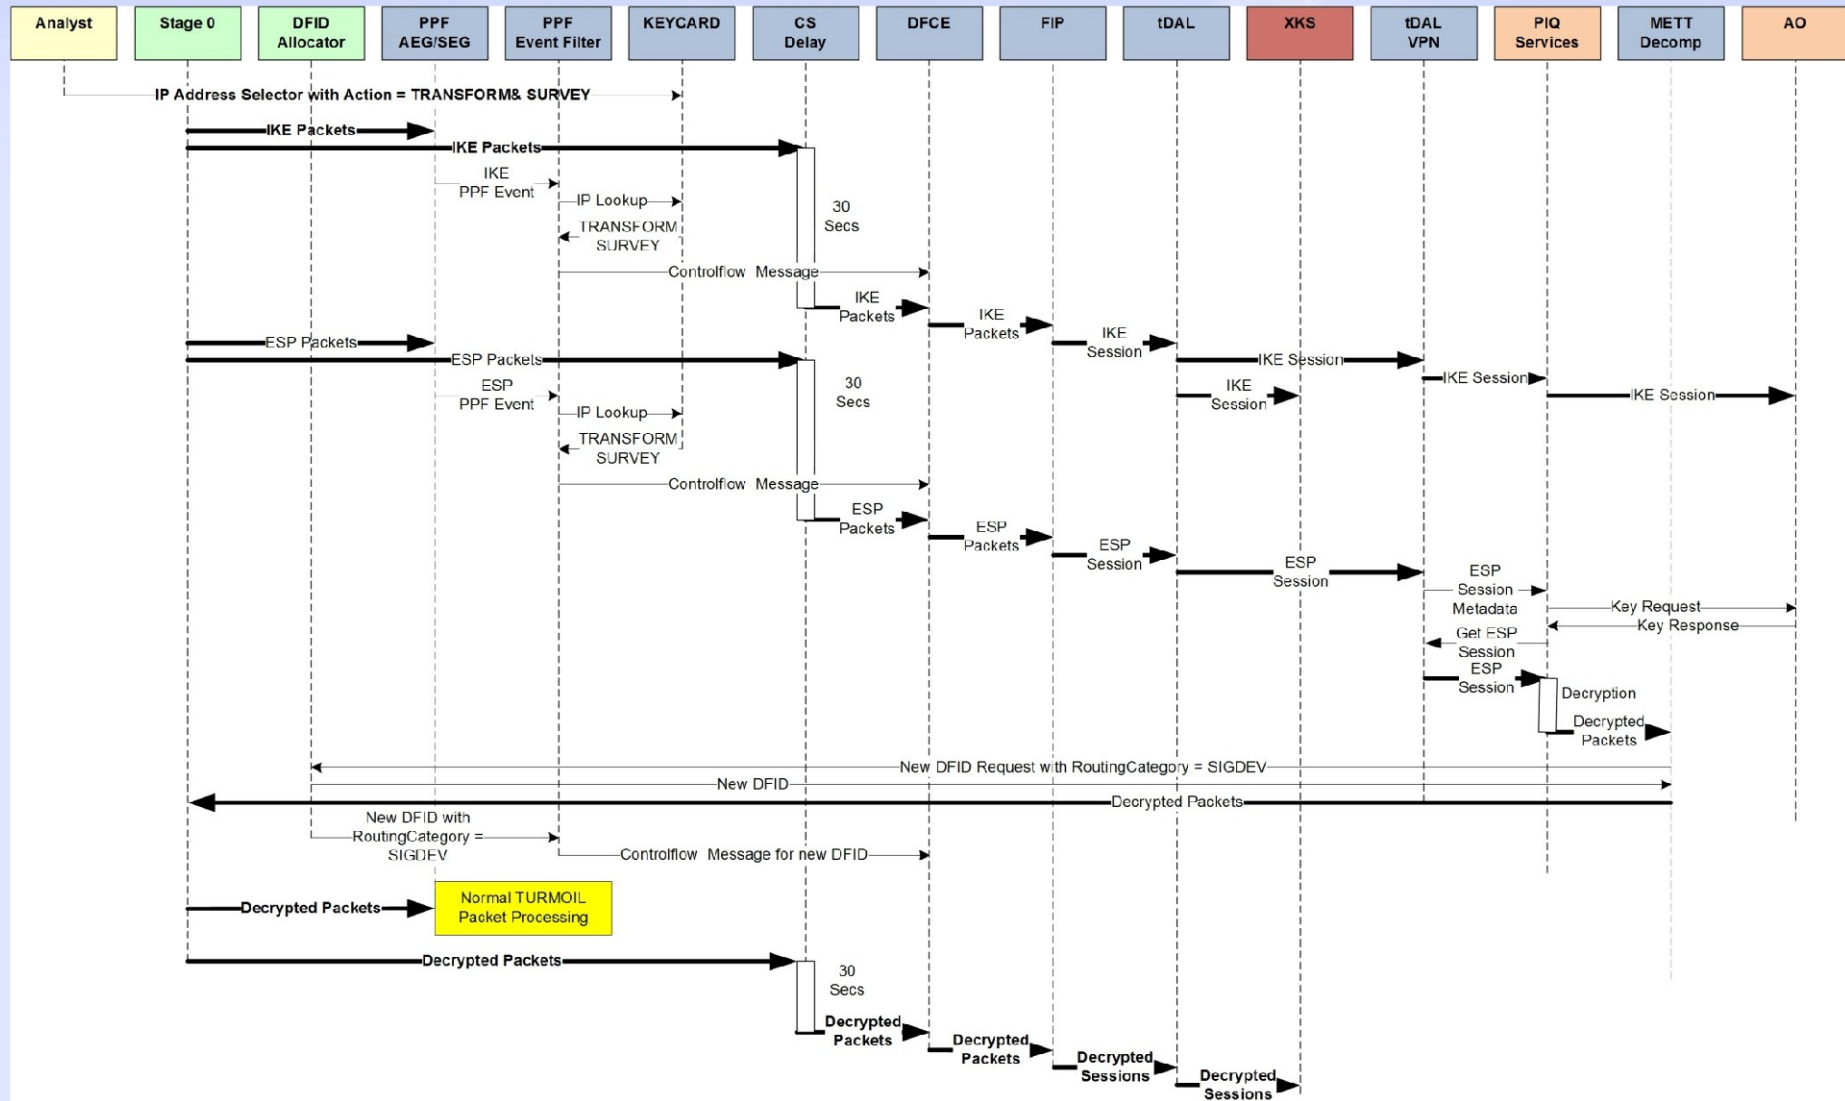 Analyst
Stage 0
DFID
Allocator
PPF
AEG/SEG
PPF
Event Filter
KEYCARD
CS
Delay
DFCE
FIP
tDAL
XKS
tDAL
VPN
PIQ
Services
METT
Decomp
AO
IP Address Selector with Action = TRANSFORM& SURVEY
IKE Packets
IKE Packets
IKE
PPF Event
IP Lookup
30
Secs
TRANSFORM
SURVEY
Controlflow Message
IKE
Packets
IKE
Packets
IKE
Session
ESP Packets
ESP Packets
IKE Session
IKE Session
IKE
Session
IKE Session
ESP
PPF Event
30
Secs
IP Lookup
TRANSFORM
SURVEY
Controlflow Message
ESP
Packets
ESP
Packets
ESP
Session
ESP
Session
ESP
Session
Metadata
Key Request
Key Response
Get ESP
Session
ESP
Session
Decryption
Decrypted
Packets
New DFID Request with RoutingCategory = SIGDEV
New DFID
Decrypted Packets
New DFID with
RoutingCategory =
SIGDEV
Controlflow Message for new DFID
Decrypted Packets
Normal TURMOIL
Packet Processing
Decrypted Packets
30
Secs
Decrypted
Packets
Decrypted
Packets
Decrypted
Sessions
Decrypted
Sessions